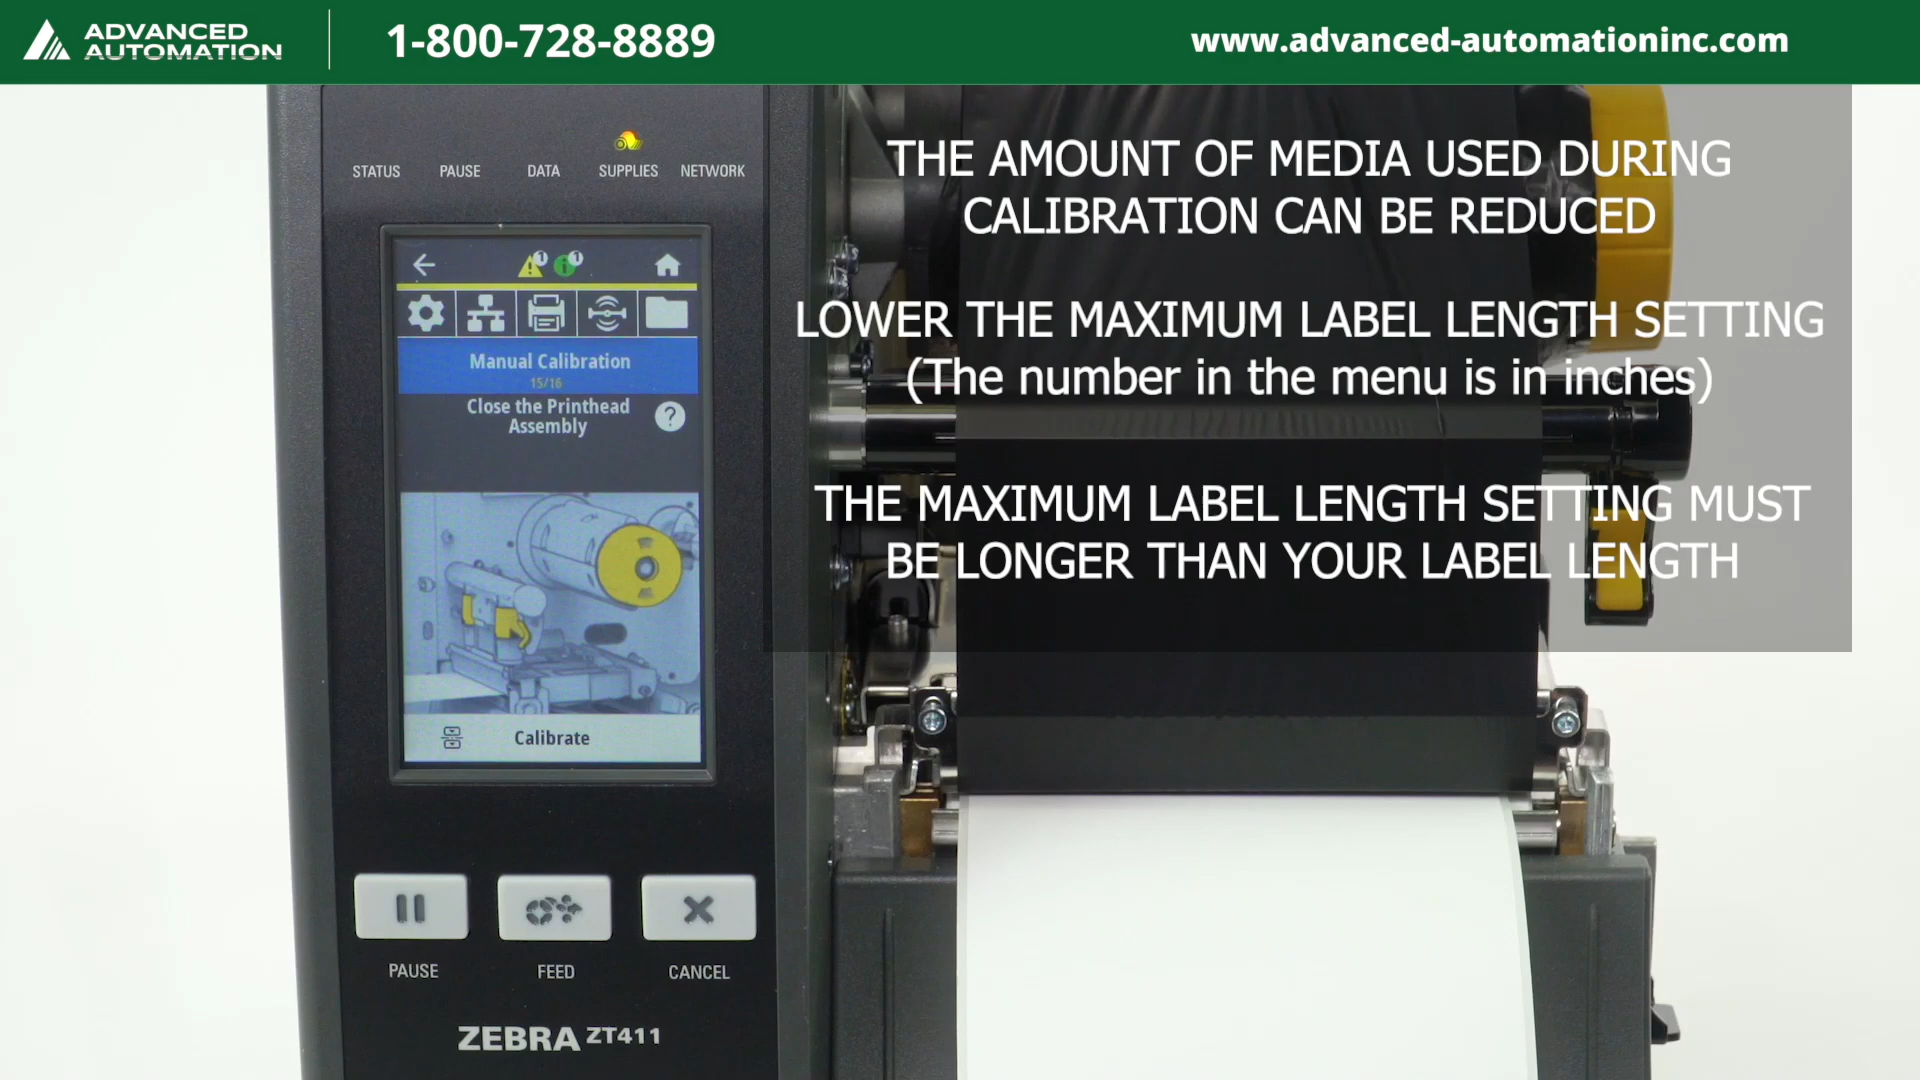 ADVANCED
AUTOMATION
1-800-728-8889
www.advanced-automationinc.com
STATUS PAUSE DATA SUPPLIES NETWORK
1 1
Manual Calibration
15/16
Close the Printhead
Assembly
?
Calibrate
PAUSE FEED CANCEL
ZEBRA ZT411
THE AMOUNT OF MEDIA USED DURING
CALIBRATION CAN BE REDUCED
LOWER THE MAXIMUM LABEL LENGTH SETTING
(The number in the menu is in inches)
THE MAXIMUM LABEL LENGTH SETTING MUST
BE LONGER THAN YOUR LABEL LENGTH